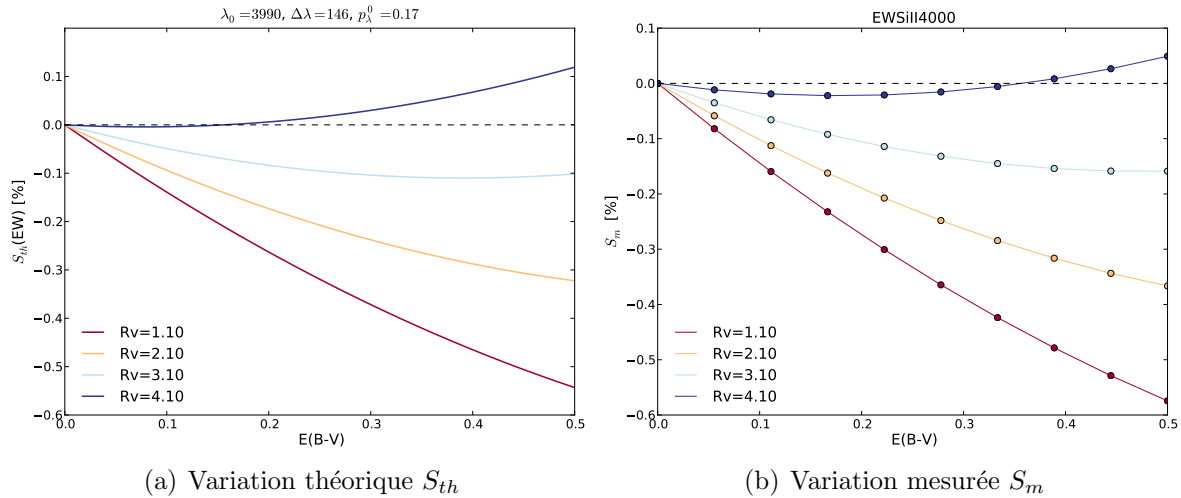 λ₀ =3990, Δλ=146, p⁰_λ =0.17
S_th(EW) [%]
0.1
0.0
−0.1
−0.2
−0.3
−0.4
−0.5
−0.6
Rv=1.10
Rv=2.10
Rv=3.10
Rv=4.10
0.0 0.1 0.2 0.3 0.4 0.5
E(B-V)
(a) Variation théorique S_th
EWSiII4000
S_m [%]
0.1
0.0
−0.1
−0.2
−0.3
−0.4
−0.5
−0.6
Rv=1.10
Rv=2.10
Rv=3.10
Rv=4.10
0.0 0.1 0.2 0.3 0.4 0.5
E(B-V)
(b) Variation mesurée S_m